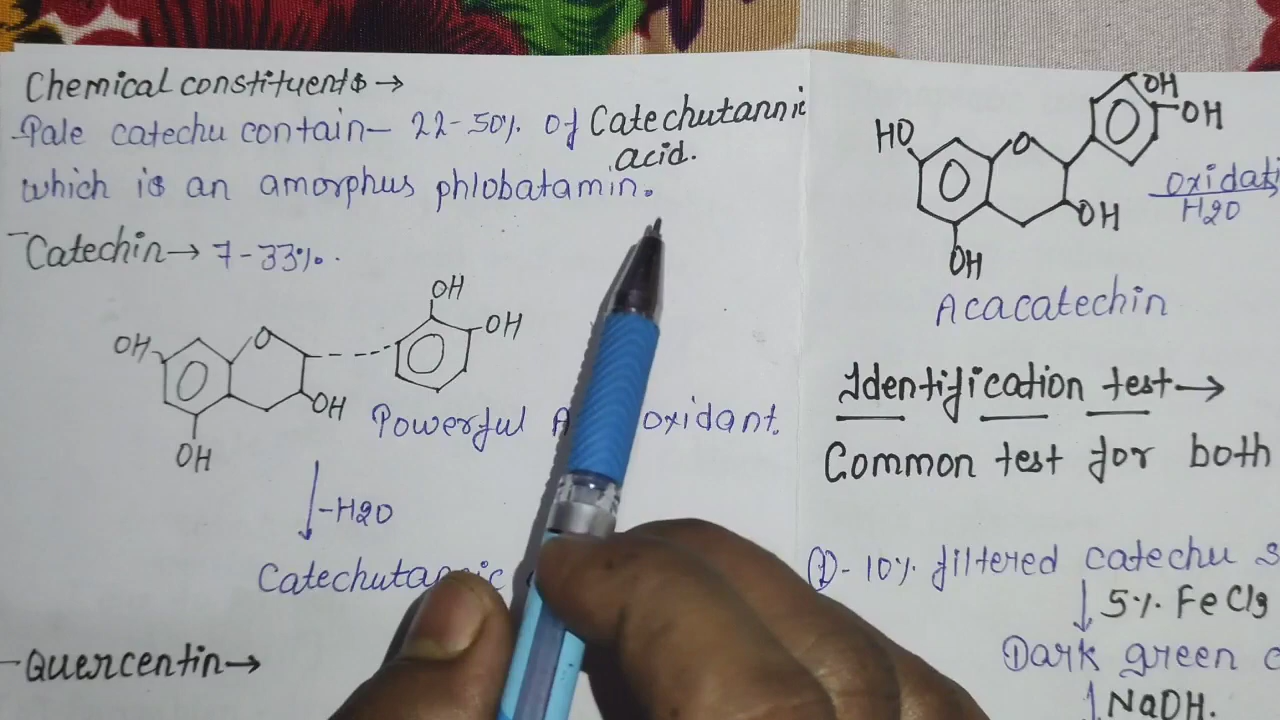 Chemical constituents →
-Pale catechu contain- 22-50% of Catechutannic
acid.
which is an amorphus phlobatamin.
-Catechin → 7-33%.
OH
OH
OH
OH
OH
O
Powerful oxidant.
-H2O
-Quercentin →
OH
OH
HO
O
OH
OH
H2O
Acacatechin
Identification test →
Common test for both
①- 10% filtered catechu
5% FeCl3
Dark green
NaOH.